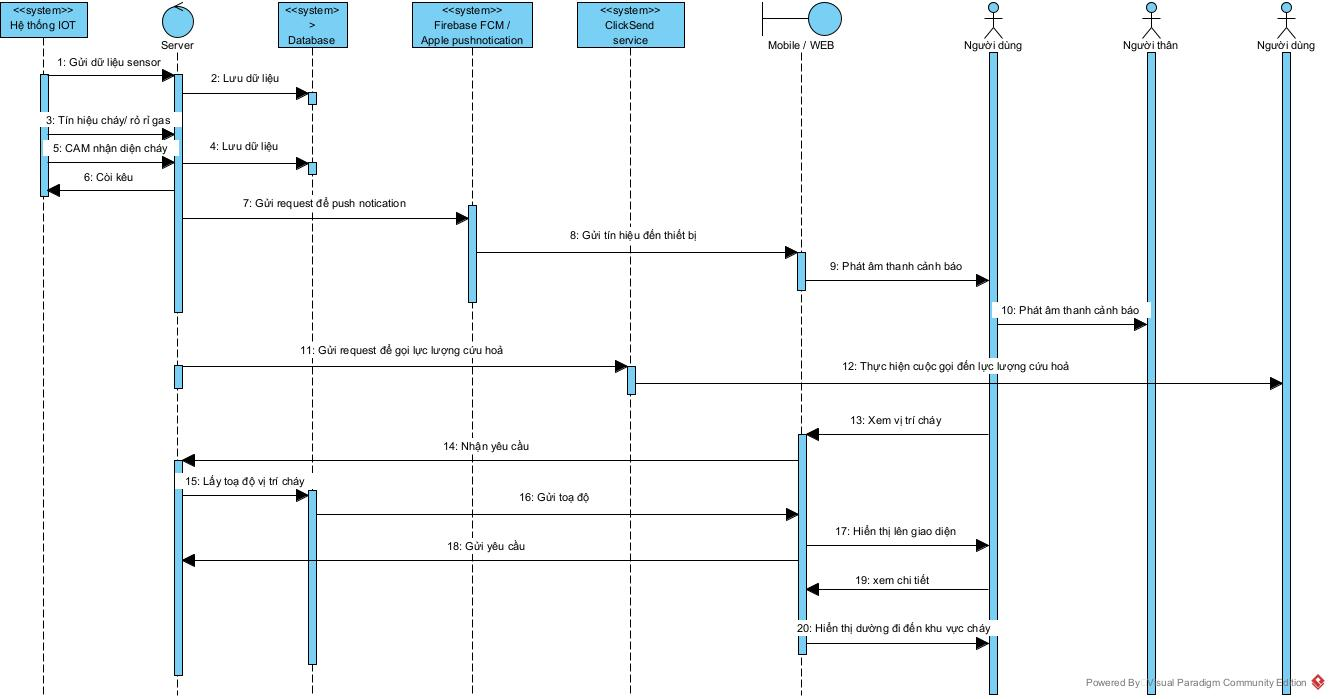 <<system>>
Hệ thống IOT
Server
<<system>
>
Database
<<system>>
Firebase FCM /
Apple pushnotication
<<system>>
ClickSend
service
Mobile / WEB
Người dùng
Người thân
Người dùng
1: Gửi dữ liệu sensor
2: Lưu dữ liệu
3: Tín hiệu cháy/ rỏ rỉ gas
4: Lưu dữ liệu
5: CAM nhận diện cháy
6: Còi kêu
7: Gửi request để push notication
8: Gửi tín hiệu đến thiết bị
9: Phát âm thanh cảnh báo
10: Phát âm thanh cảnh báo
11: Gửi request để gọi lực lượng cứu hoả
12: Thực hiện cuộc gọi đến lực lượng cứu hoả
13: Xem vị trí cháy
14: Nhận yêu cầu
15: Lấy toạ độ vị trí cháy
16: Gửi toạ độ
17: Hiển thị lên giao diện
18: Gửi yêu cầu
19: xem chi tiết
20: Hiển thị dường đi đến khu vực cháy
Powered By Visual Paradigm Community Edition